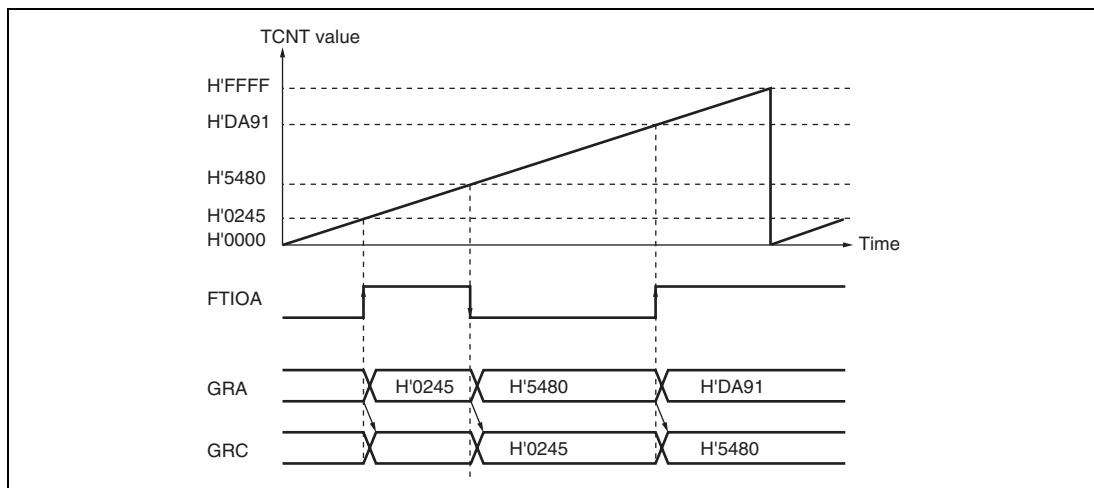 TCNT value
H'FFFF
H'DA91
H'5480
H'0245
H'0000
Time
FTIOA
GRA H'0245 H'5480 H'DA91
GRC H'0245 H'5480